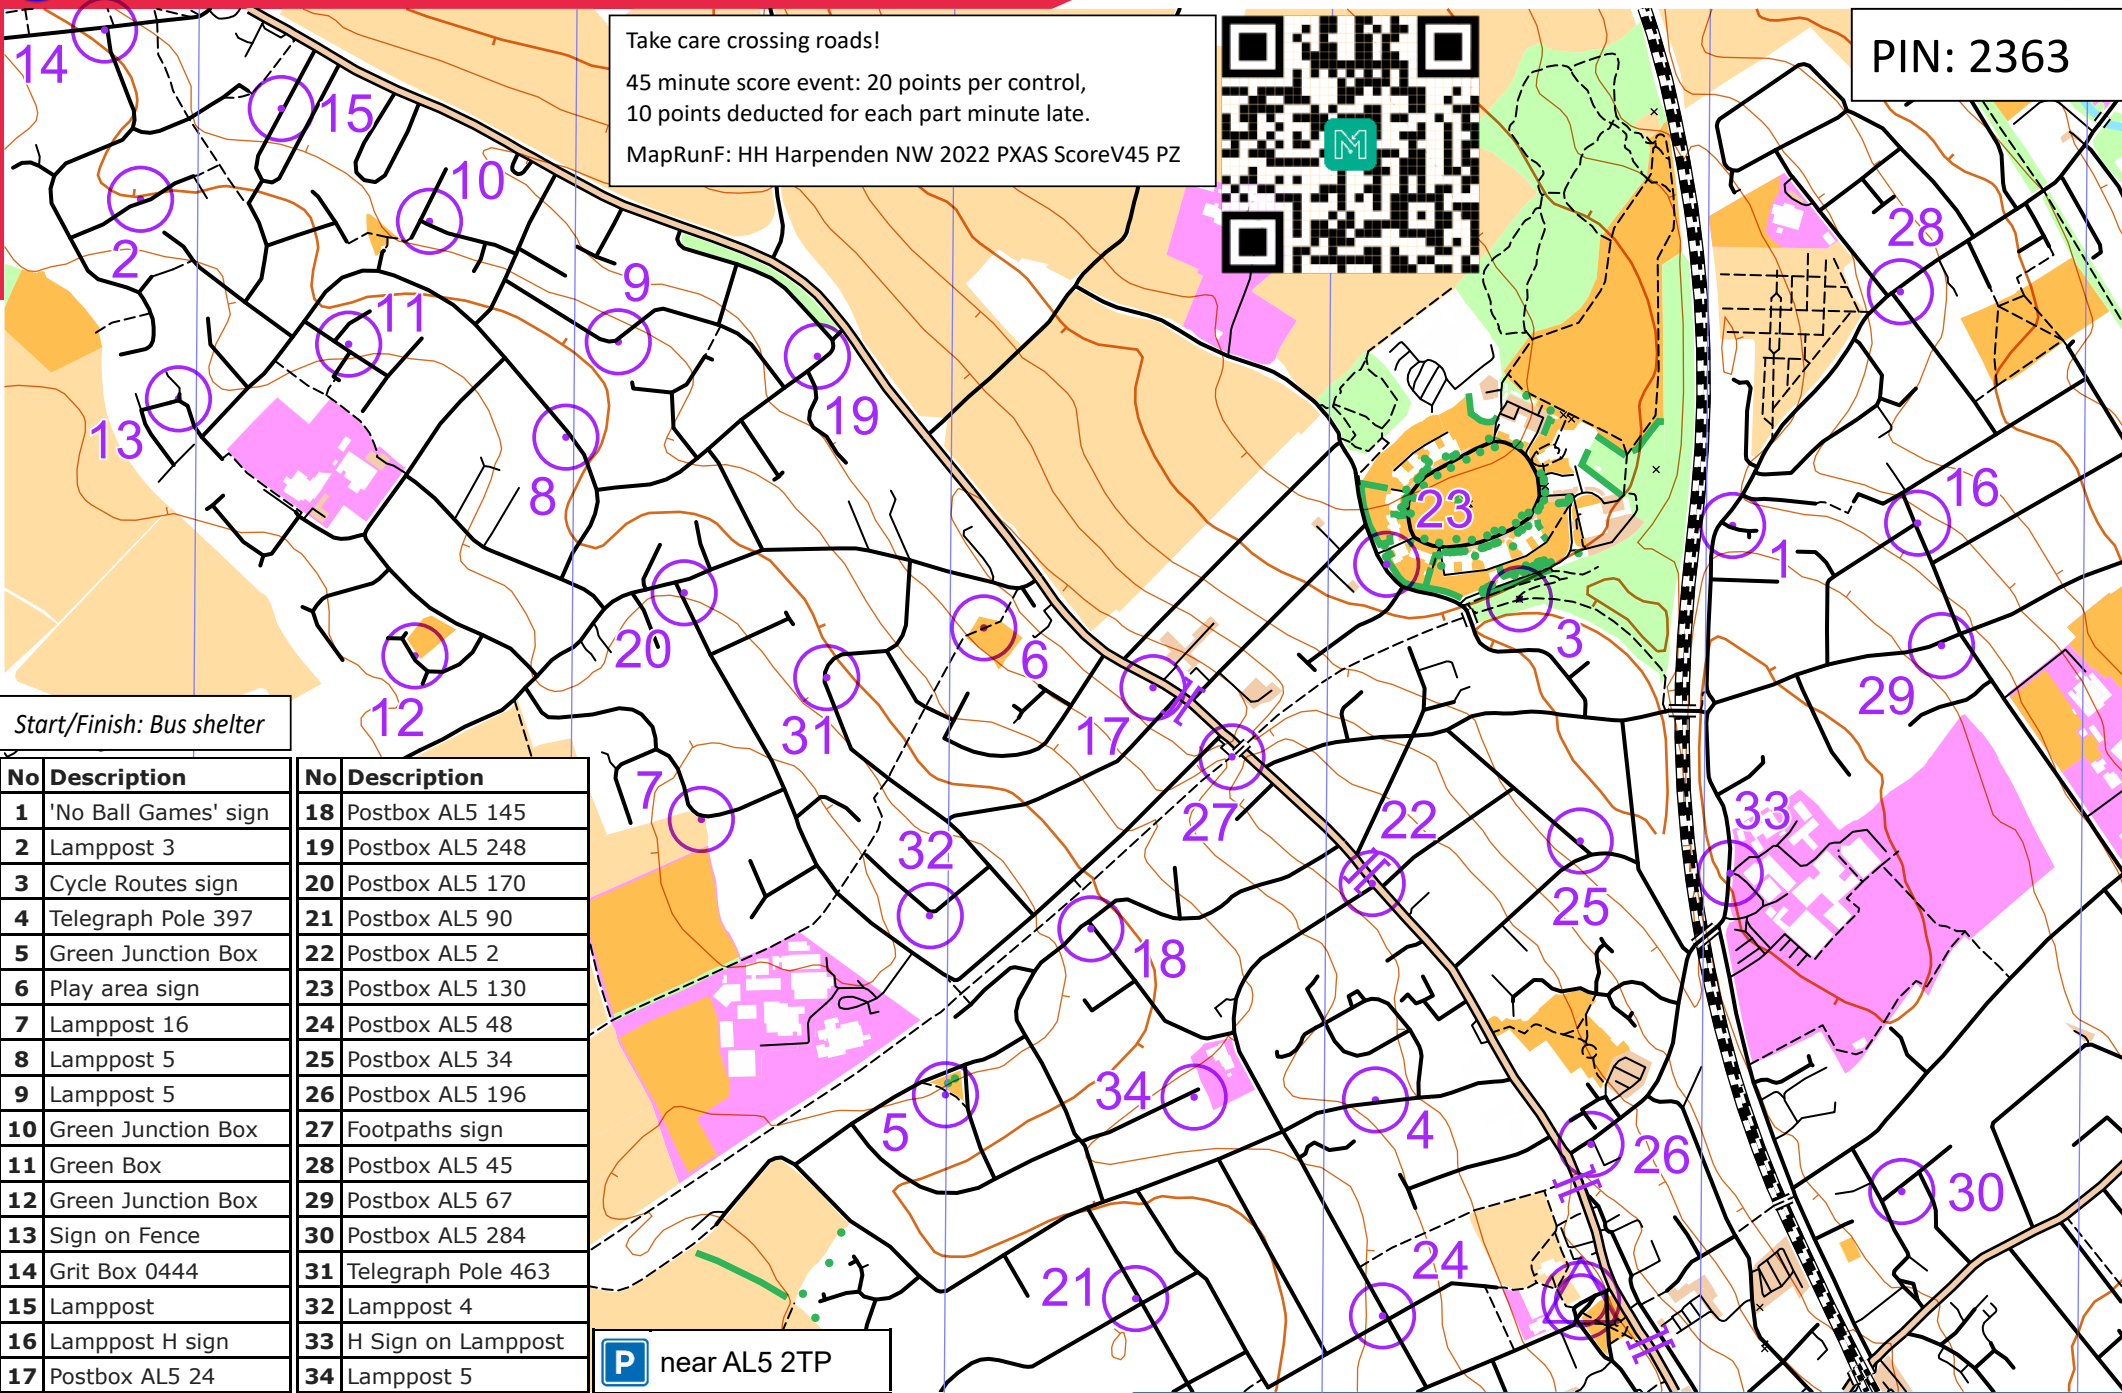 Take care crossing roads!
45 minute score event: 20 points per control,
10 points deducted for each part minute late.
MapRunF: HH Harpenden NW 2022 PXAS ScoreV45 PZ
PIN: 2363
14
15
10
2
9
28
11
19
13
8
23
16
1
20
6
3
12
31
17
29
7
27
22
33
32
25
18
34
5
4
26
30
24
21
Start/Finish: Bus shelter
No Description
1 'No Ball Games' sign
2 Lamppost 3
3 Cycle Routes sign
4 Telegraph Pole 397
5 Green Junction Box
6 Play area sign
7 Lamppost 16
8 Lamppost 5
9 Lamppost 5
10 Green Junction Box
11 Green Box
12 Green Junction Box
13 Sign on Fence
14 Grit Box 0444
15 Lamppost
16 Lamppost H sign
17 Postbox AL5 24
No Description
18 Postbox AL5 145
19 Postbox AL5 248
20 Postbox AL5 170
21 Postbox AL5 90
22 Postbox AL5 2
23 Postbox AL5 130
24 Postbox AL5 48
25 Postbox AL5 34
26 Postbox AL5 196
27 Footpaths sign
28 Postbox AL5 45
29 Postbox AL5 67
30 Postbox AL5 284
31 Telegraph Pole 463
32 Lamppost 4
33 H Sign on Lamppost
34 Lamppost 5
P near AL5 2TP